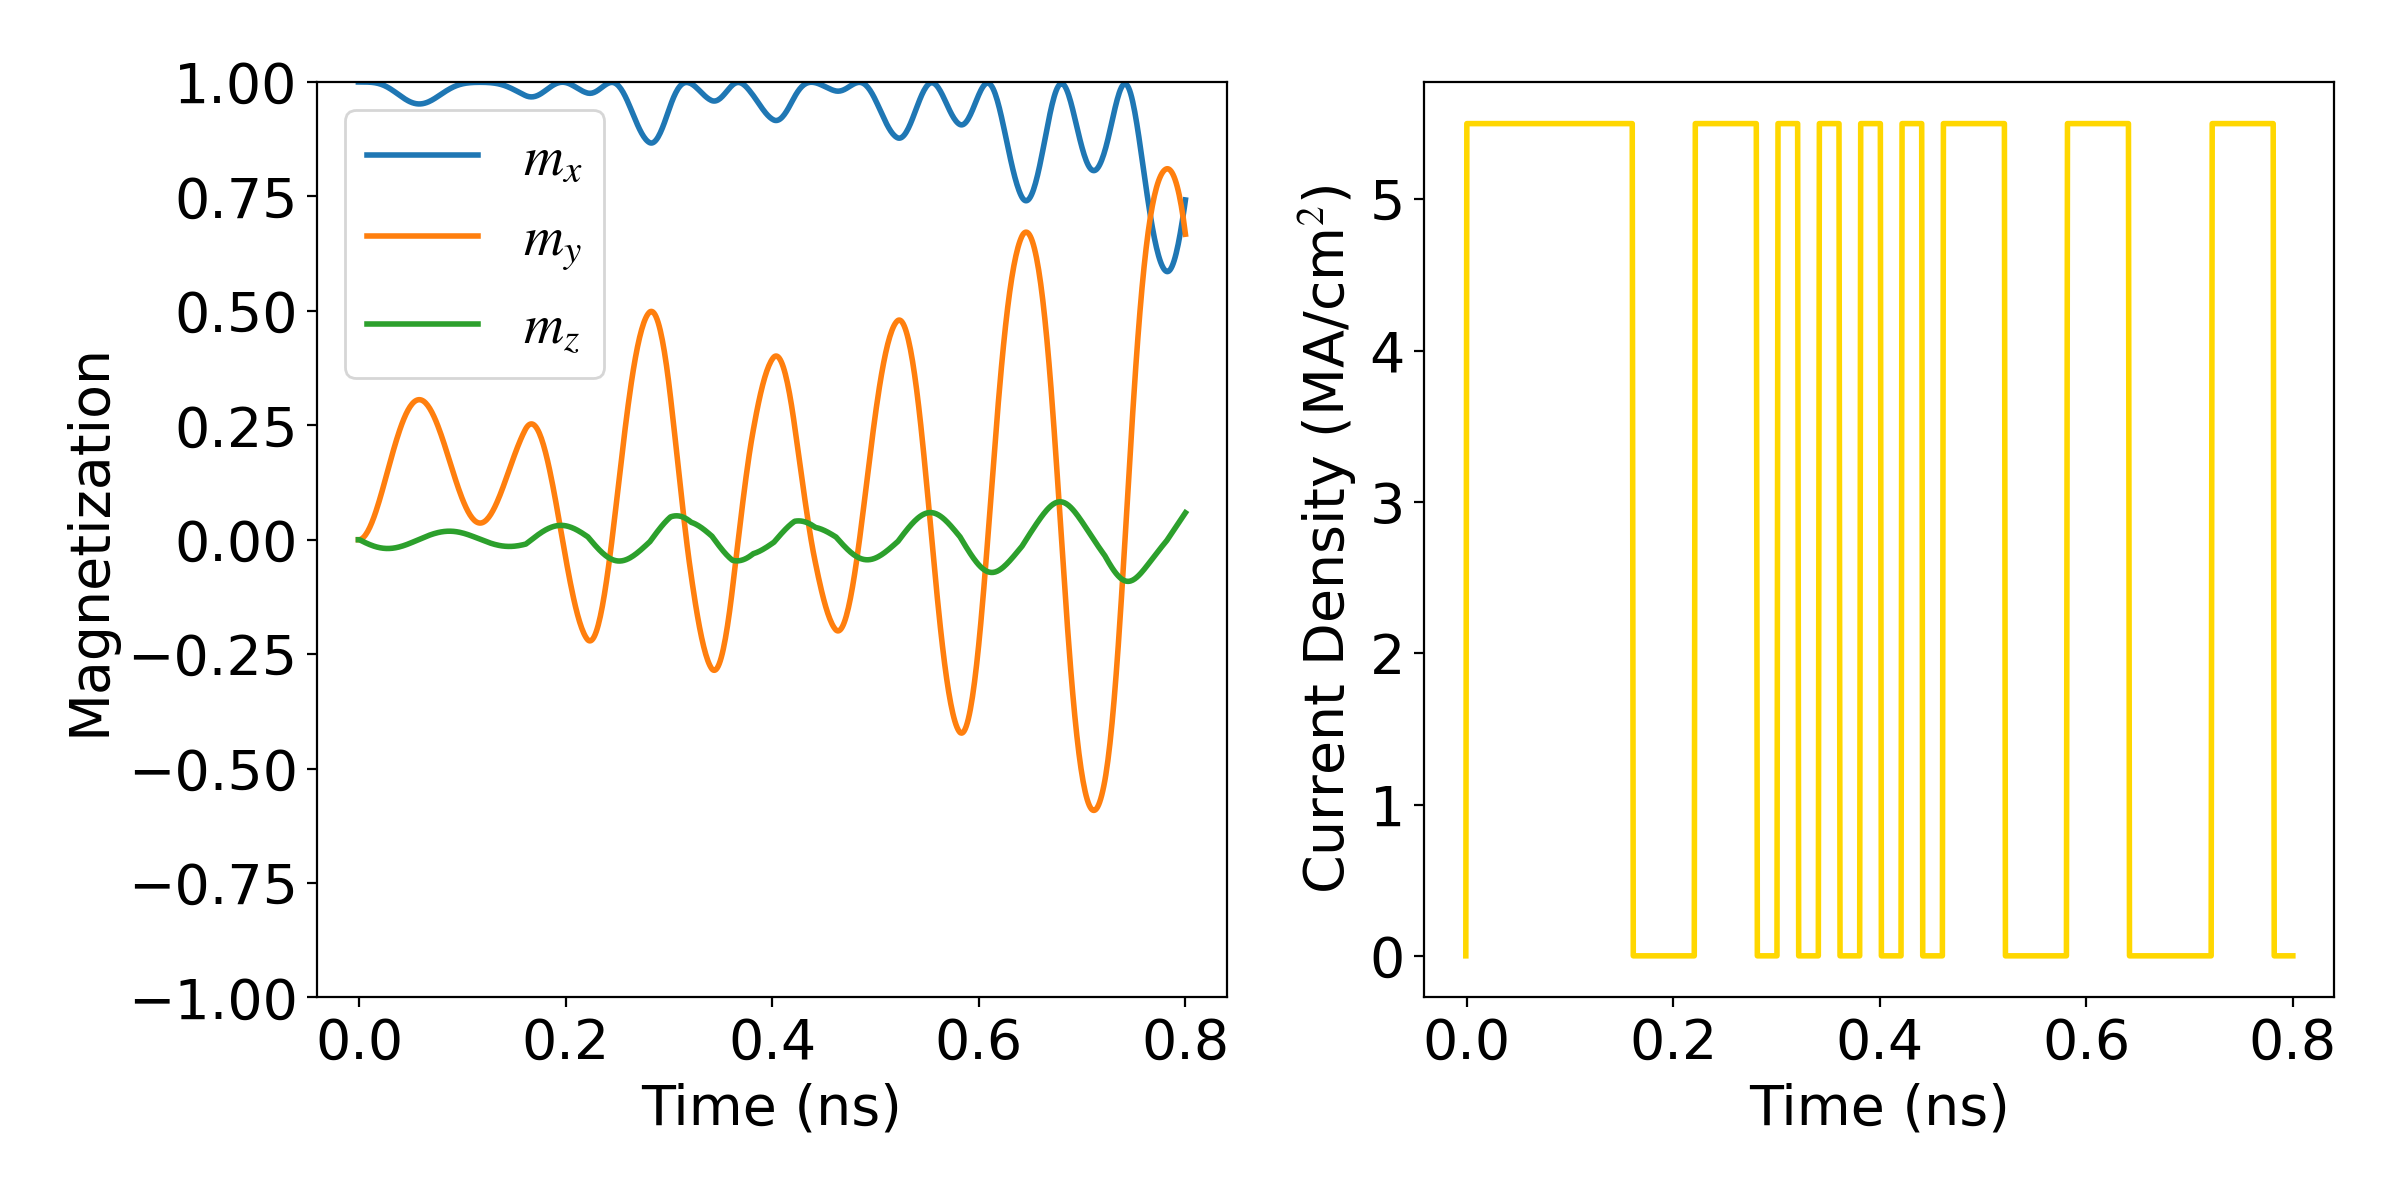 Magnetization
1.00
0.75
0.50
0.25
0.00
−0.25
−0.50
−0.75
−1.00
m_x
m_y
m_z
0.0 0.2 0.4 0.6 0.8
Time (ns)
Current Density (MA/cm²)
5
4
3
2
1
0
0.0 0.2 0.4 0.6 0.8
Time (ns)